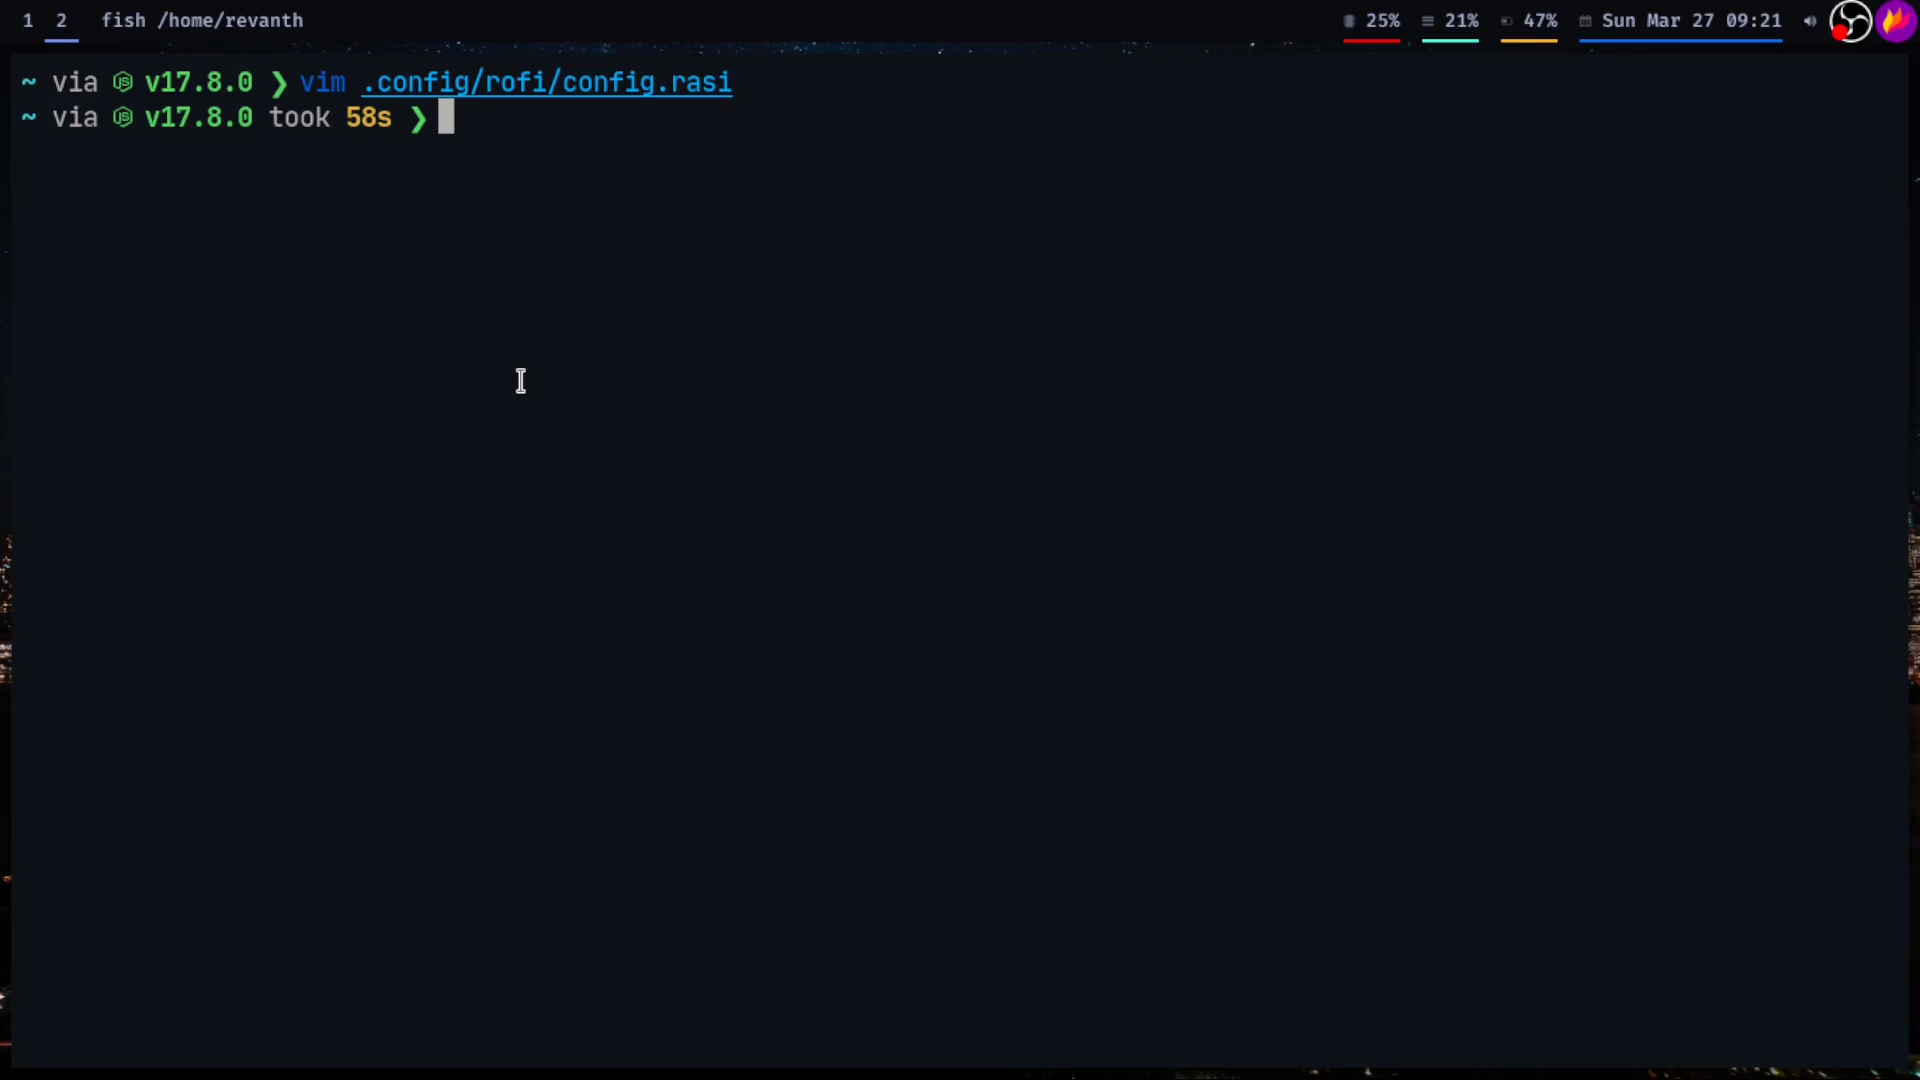 1 2 fish /home/revanth 25% 21% 47% Sun Mar 27 09:21
~ via v17.8.0 ❯ vim .config/rofi/config.rasi
~ via v17.8.0 took 58s ❯